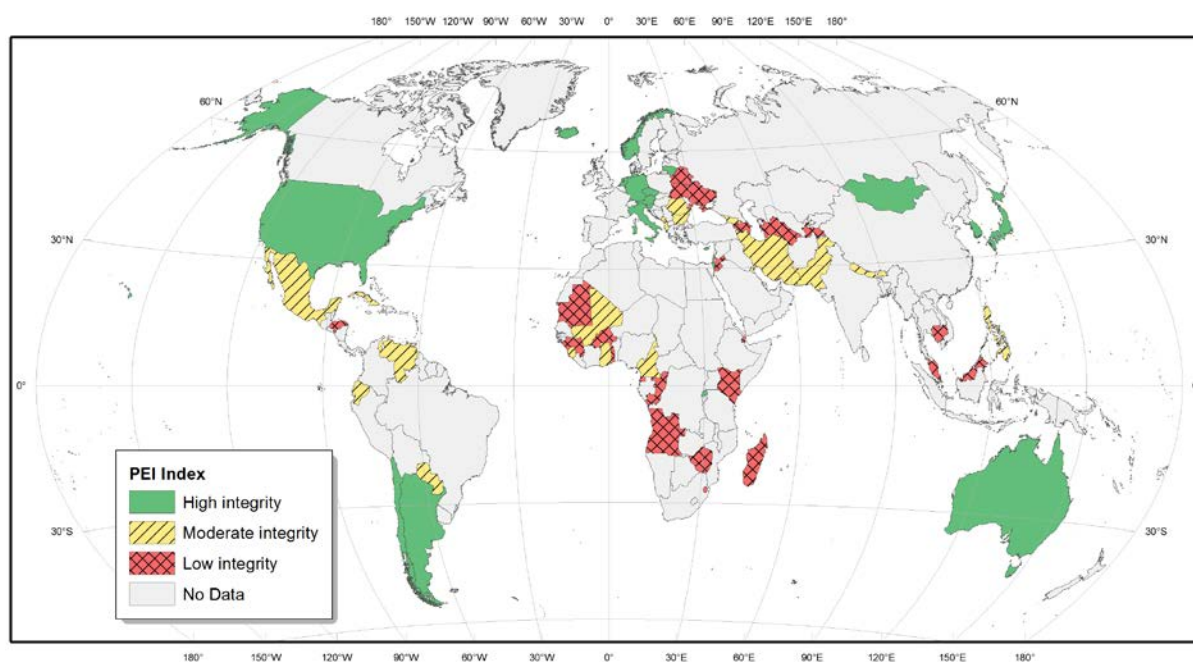 180° 150°W 120°W 90°W 60°W 30°W 0° 30°E 60°E 90°E 120°E 150°E 180°
60°N 60°N
30°N 30°N
0°
PEI Index
High integrity
Moderate integrity
Low integrity
No Data
30°S 30°S
180° 150°W 120°W 90°W 60°W 30°W 0° 30°E 60°E 90°E 120°E 150°E 180°